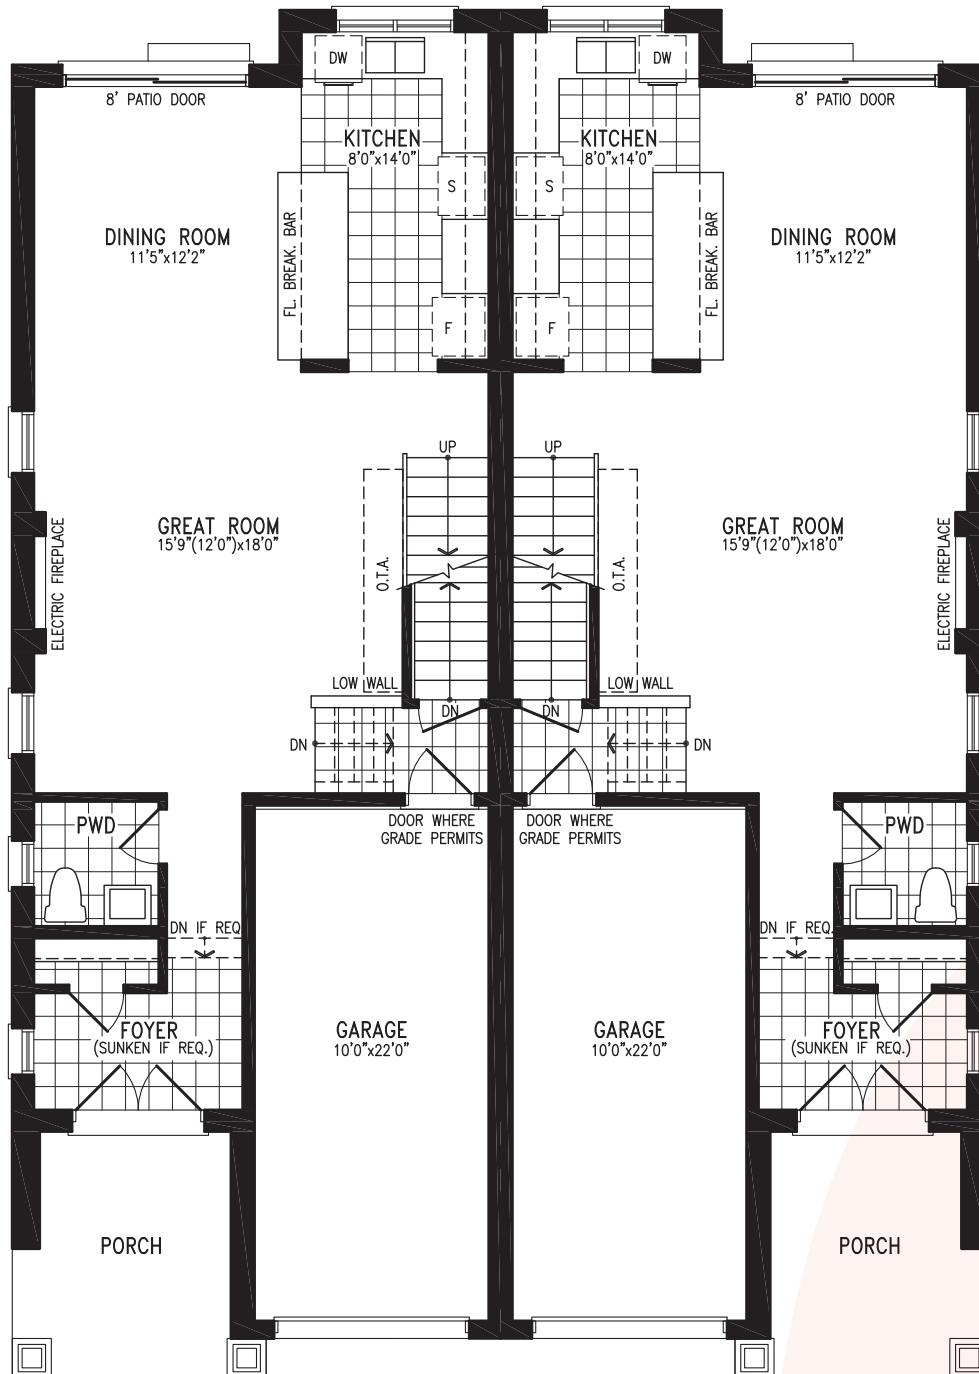 DW
DW
8' PATIO DOOR
8' PATIO DOOR
KITCHEN
8'0"x14'0"
KITCHEN
8'0"x14'0"
S
S
DINING ROOM
11'5"x12'2"
FL. BREAK. BAR
FL. BREAK. BAR
DINING ROOM
11'5"x12'2"
F
F
UP
UP
GREAT ROOM
15'9"(12'0")x18'0"
GREAT ROOM
15'9"(12'0")x18'0"
ELECTRIC FIREPLACE
O.T.A.
O.T.A.
ELECTRIC FIREPLACE
LOW WALL
LOW WALL
DN
DN
DN
DN
PWD
DOOR WHERE
GRADE PERMITS
DOOR WHERE
GRADE PERMITS
PWD
DN IF REQ.
DN IF REQ.
FOYER
(SUNKEN IF REQ.)
GARAGE
10'0"x22'0"
GARAGE
10'0"x22'0"
FOYER
(SUNKEN IF REQ.)
PORCH
PORCH